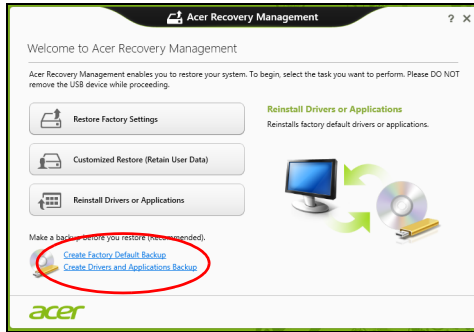 Acer Recovery Management
? X
Welcome to Acer Recovery Management
Acer Recovery Management enables you to restore your system. To begin, select the task you want to perform. Please DO NOT
remove the USB device while proceeding.
Restore Factory Settings
Customized Restore (Retain User Data)
Reinstall Drivers or Applications
Reinstall Drivers or Applications
Reinstalls factory default drivers or applications.
Make a backup before you restore (Recommended).
Create Factory Default Backup
Create Drivers and Applications Backup
acer